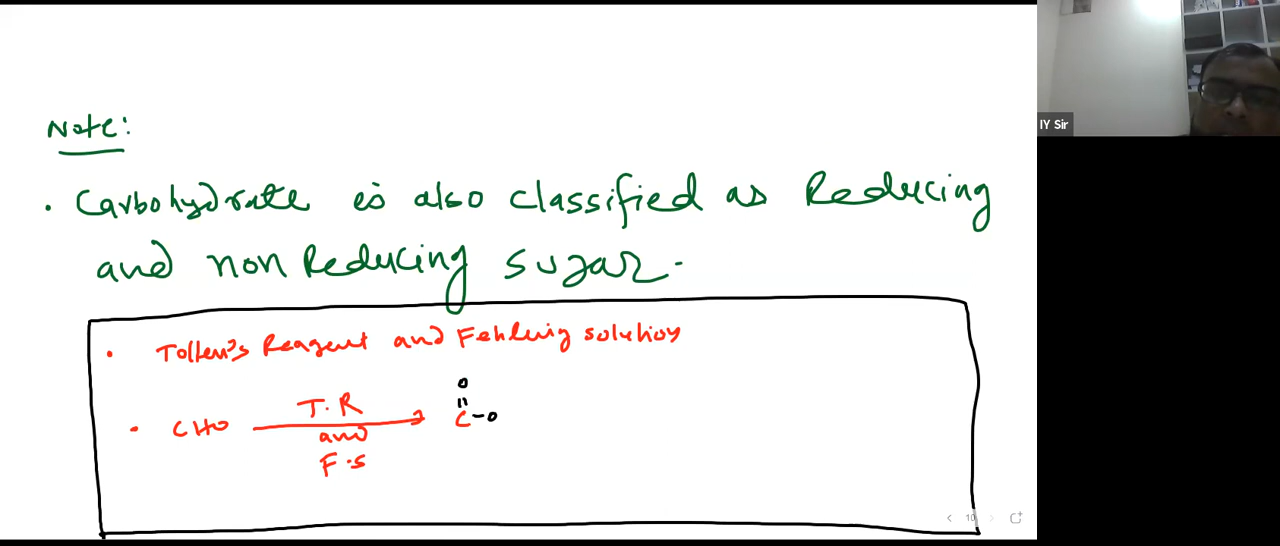 Note:
. Carbohydrate is also classified as Reducing
and non Reducing sugar.
. Tollen's Reagent and Fehling solution
. CHO T.R and F.S
O
C-O
IY Sir
10